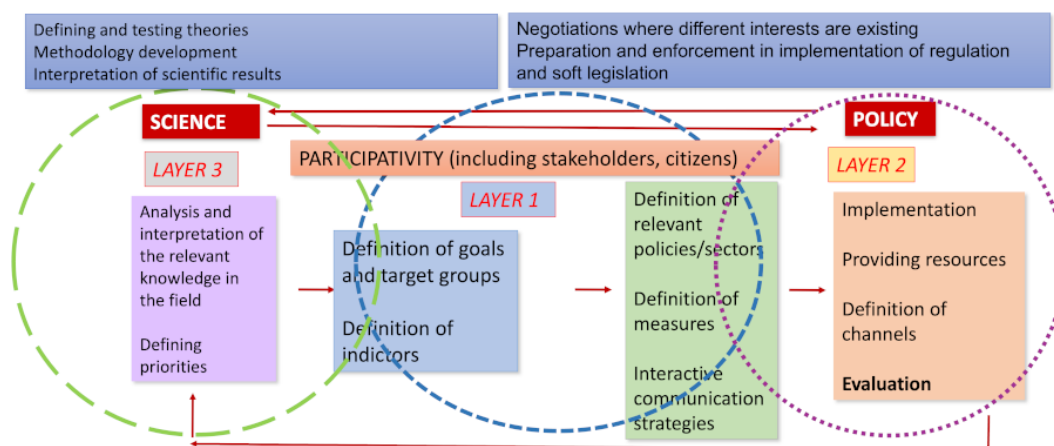 Defining and testing theories
Methodology development
Interpretation of scientific results
Negotiations where different interests are existing
Preparation and enforcement in implementation of regulation
and soft legislation
SCIENCE
POLICY
PARTICIPATIVITY (including stakeholders, citizens)
LAYER 3
LAYER 1
LAYER 2
Analysis and
interpretation of
the relevant
knowledge in
the field
Defining
priorities
Definition of goals
and target groups
Definition of
indictors
Definition of
relevant
policies/sectors
Definition of
measures
Interactive
communication
strategies
Implementation
Providing resources
Definition of
channels
Evaluation